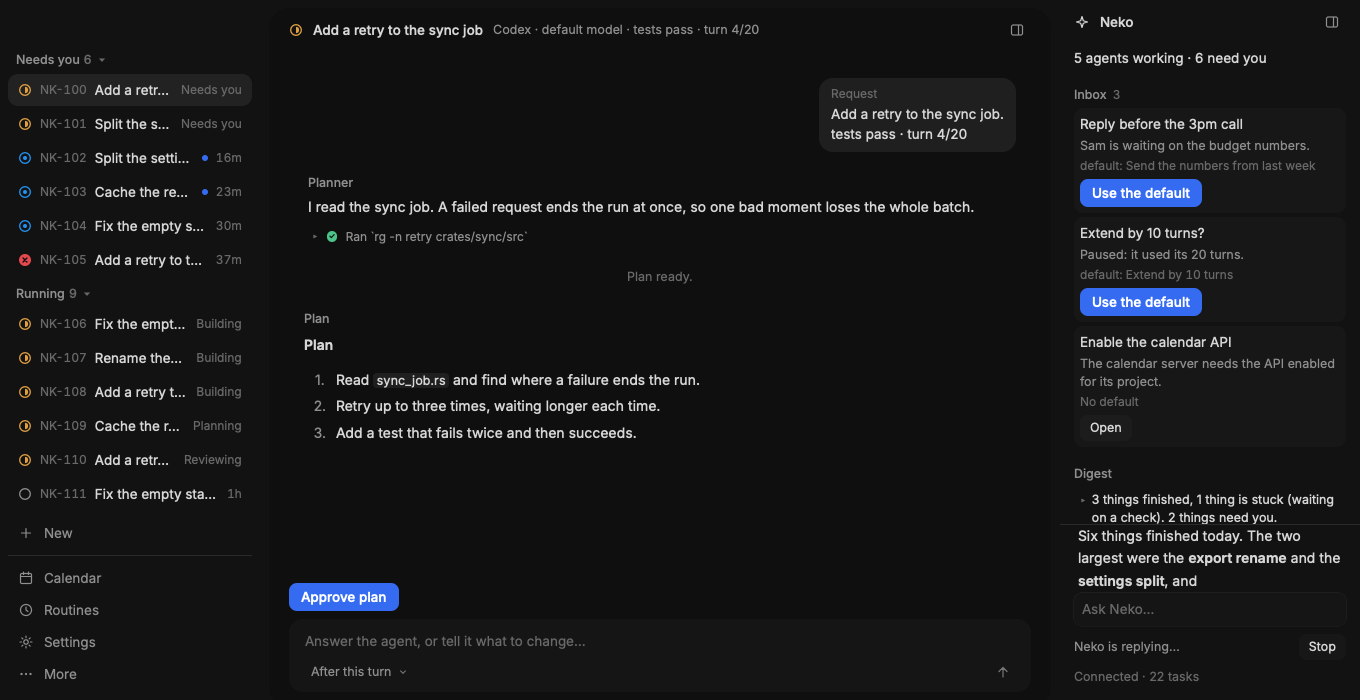 Needs you 6
NK-100 Add a retr... Needs you
NK-101 Split the s... Needs you
NK-102 Split the setti... 16m
NK-103 Cache the re... 23m
NK-104 Fix the empty s... 30m
NK-105 Add a retry to t... 37m
Running 9
NK-106 Fix the empt... Building
NK-107 Rename the... Building
NK-108 Add a retry t... Building
NK-109 Cache the r... Planning
NK-110 Add a retr... Reviewing
NK-111 Fix the empty sta... 1h
New
Calendar
Routines
Settings
More
Add a retry to the sync job Codex · default model · tests pass · turn 4/20
Request
Add a retry to the sync job.
tests pass · turn 4/20
Planner
I read the sync job. A failed request ends the run at once, so one bad moment loses the whole batch.
Ran `rg -n retry crates/sync/src`
Plan ready.
Plan
Plan
1. Read sync_job.rs and find where a failure ends the run.
2. Retry up to three times, waiting longer each time.
3. Add a test that fails twice and then succeeds.
Approve plan
Answer the agent, or tell it what to change...
After this turn
Neko
5 agents working · 6 need you
Inbox 3
Reply before the 3pm call
Sam is waiting on the budget numbers.
default: Send the numbers from last week
Use the default
Extend by 10 turns?
Paused: it used its 20 turns.
default: Extend by 10 turns
Use the default
Enable the calendar API
The calendar server needs the API enabled
for its project.
No default
Open
Digest
3 things finished, 1 thing is stuck (waiting
on a check). 2 things need you.
Six things finished today. The two
largest were the export rename and the
settings split, and
Ask Neko...
Neko is replying... Stop
Connected · 22 tasks